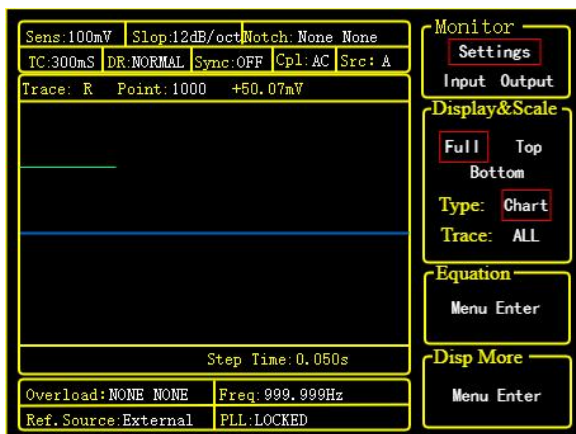 Sens:100mV Slop:12dB/oct Notch: None None
TC:300mS DR:NORMAL Sync:OFF Cpl: AC Src: A
Trace: R Point:1000 +50.07mV
Step Time:0.050s
Overload:NONE NONE Freq:999.999Hz
Ref.Source:External PLL:LOCKED
Monitor
Settings
Input Output
Display&Scale
Full Top
Bottom
Type: Chart
Trace: ALL
Equation
Menu Enter
Disp More
Menu Enter